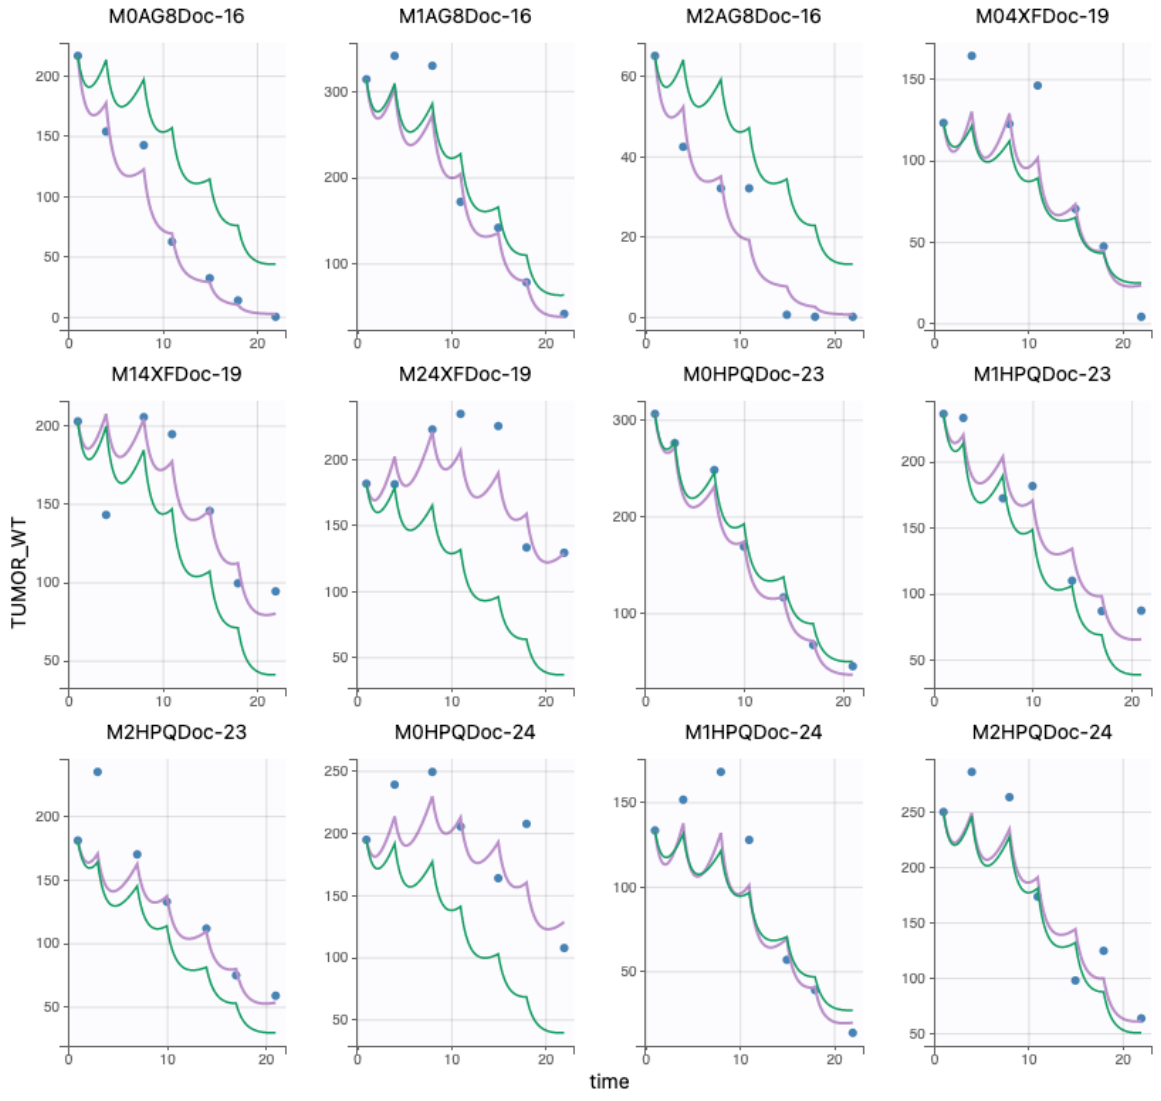 M0AG8Doc-16 M1AG8Doc-16 M2AG8Doc-16 M04XFDoc-19
200 300 60 150
150 200 40 100
100 100 20 50
50 0 0
0
0 10 20 0 10 20 0 10 20 0 10 20
M14XFDoc-19 M24XFDoc-19 M0HPQDoc-23 M1HPQDoc-23
200 200 300 200
150 150 200 150
100 100 100 100
50 50 50
0 10 20 0 10 20 0 10 20 0 10 20
TUMOR_WT
M2HPQDoc-23 M0HPQDoc-24 M1HPQDoc-24 M2HPQDoc-24
200 250 150 250
150 200 100 200
100 150 50 150
50 100 100
50 50
0 10 20 0 10 20 0 10 20 0 10 20
time